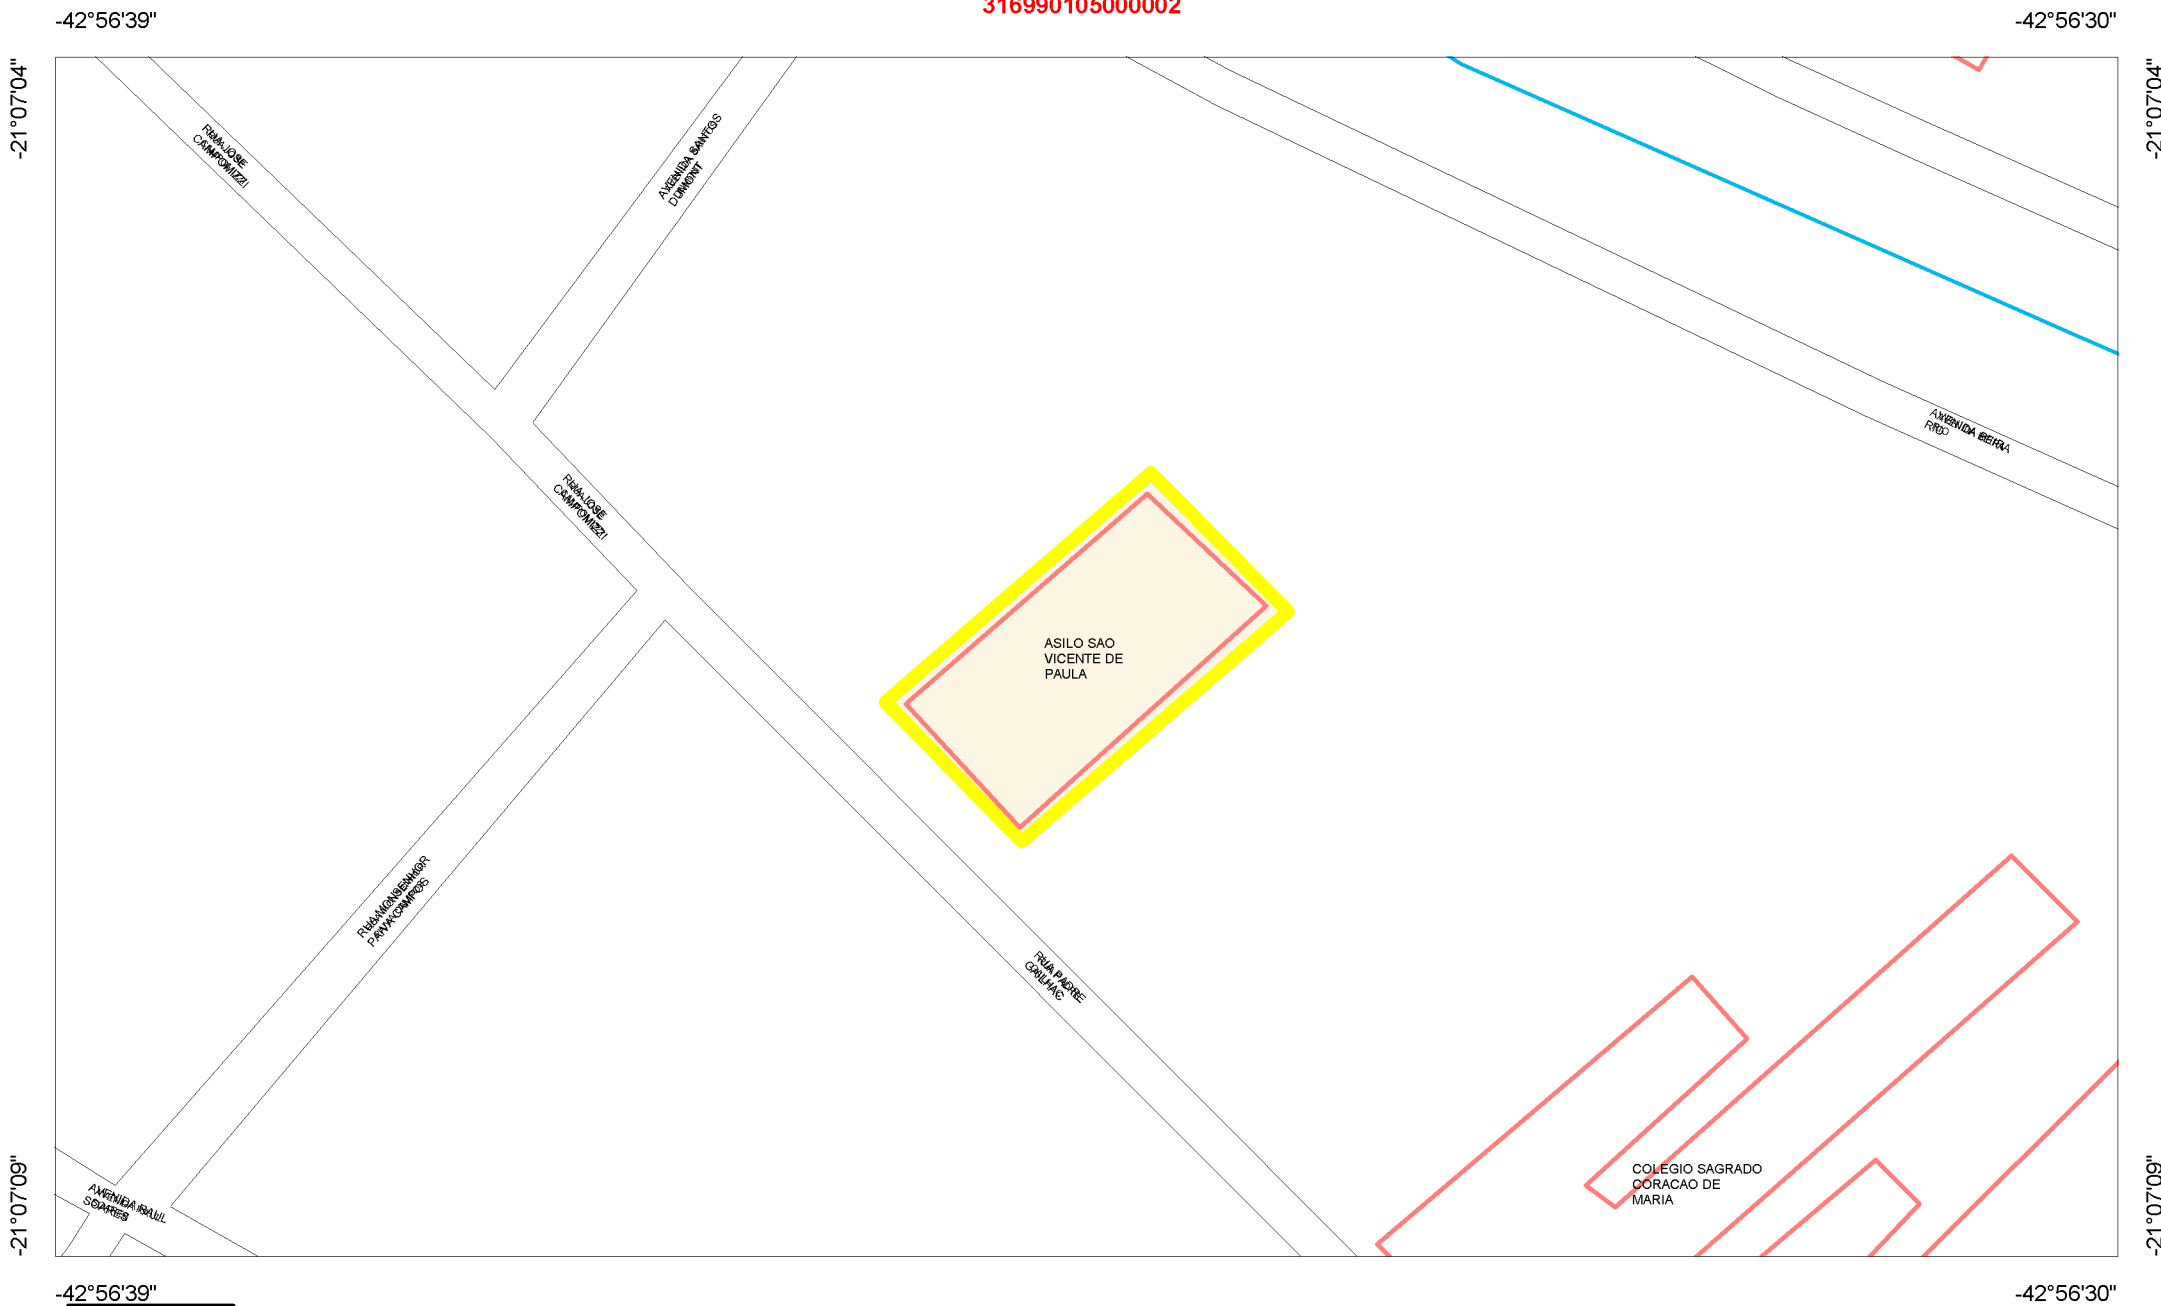 316990105000002
-42°56'39"
-42°56'30"
-21°07'04"
-21°07'04"
RUA JOSE
CAMPOMIZZI
AVENIDA SANTOS
DUMONT
AVENIDA BEIRA
RIO
RUA JOSE
CAMPOMIZZI
ASILO SAO
VICENTE DE
PAULA
RUA MONSENHOR
PAIVA CAMPOS
RUA PADRE
GAILHAC
COLEGIO SAGRADO
CORACAO DE
MARIA
AVENIDA RAUL
SOARES
-21°07'09"
-21°07'09"
-42°56'39"
-42°56'30"